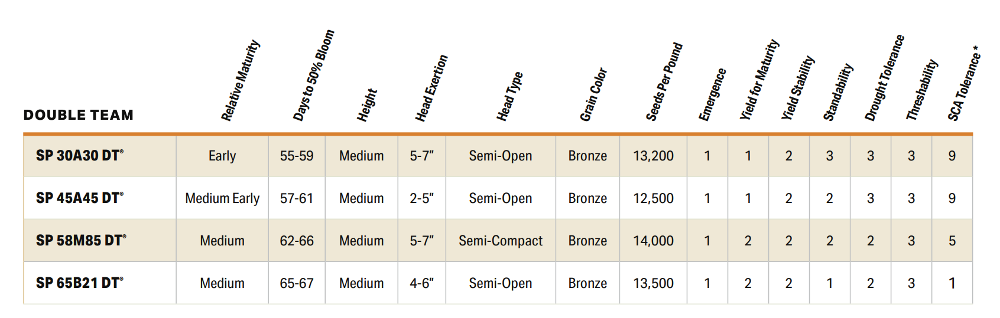 DOUBLE TEAM Relative Maturity Days to 50% Bloom Height Head Exertion Head Type Grain Color Seeds Per Pound Emergence Yield for Maturity Yield Stability Standability Drought Tolerance Threshability SCA Tolerance *
SP 30A30 DT® Early 55-59 Medium 5-7" Semi-Open Bronze 13,200 1 1 2 3 3 3 9
SP 45A45 DT® Medium Early 57-61 Medium 2-5" Semi-Open Bronze 12,500 1 1 2 2 3 3 9
SP 58M85 DT® Medium 62-66 Medium 5-7" Semi-Compact Bronze 14,000 1 2 2 2 2 3 5
SP 65B21 DT® Medium 65-67 Medium 4-6" Semi-Open Bronze 13,500 1 2 2 1 2 3 1